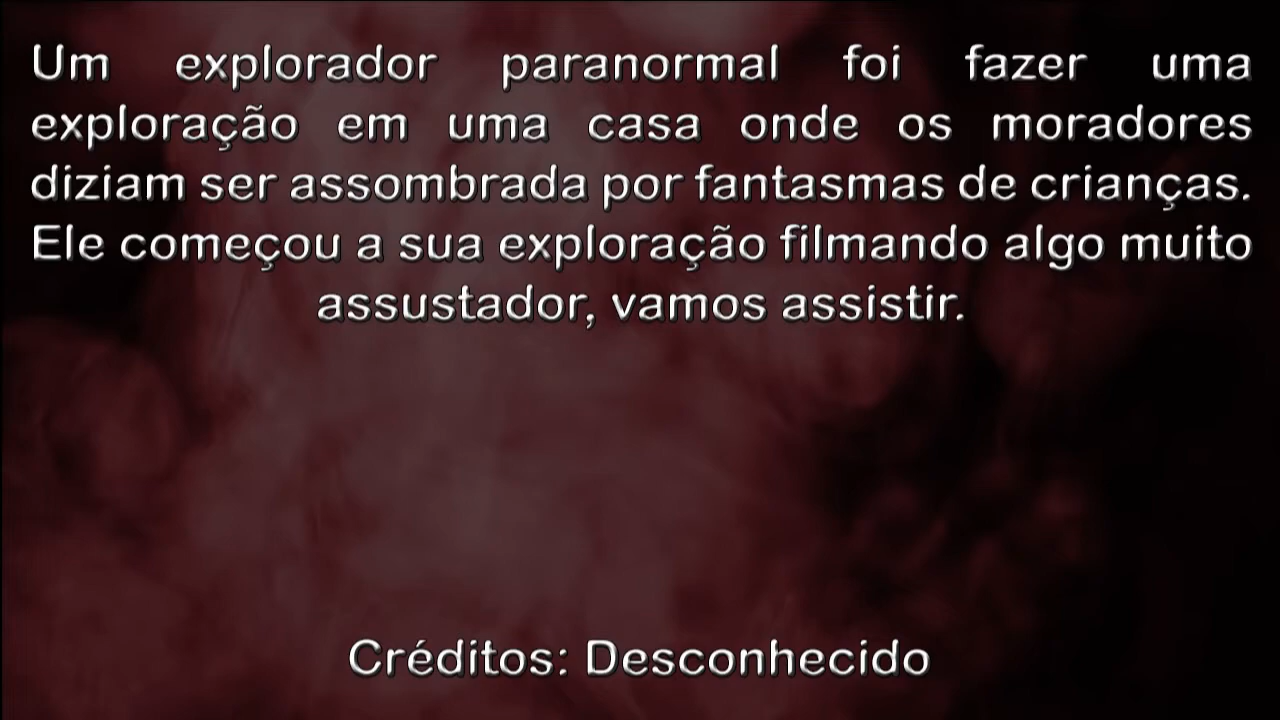 Um explorador paranormal foi fazer uma
exploração em uma casa onde os moradores
diziam ser assombrada por fantasmas de crianças.
Ele começou a sua exploração filmando algo muito
assustador, vamos assistir.
Créditos: Desconhecido